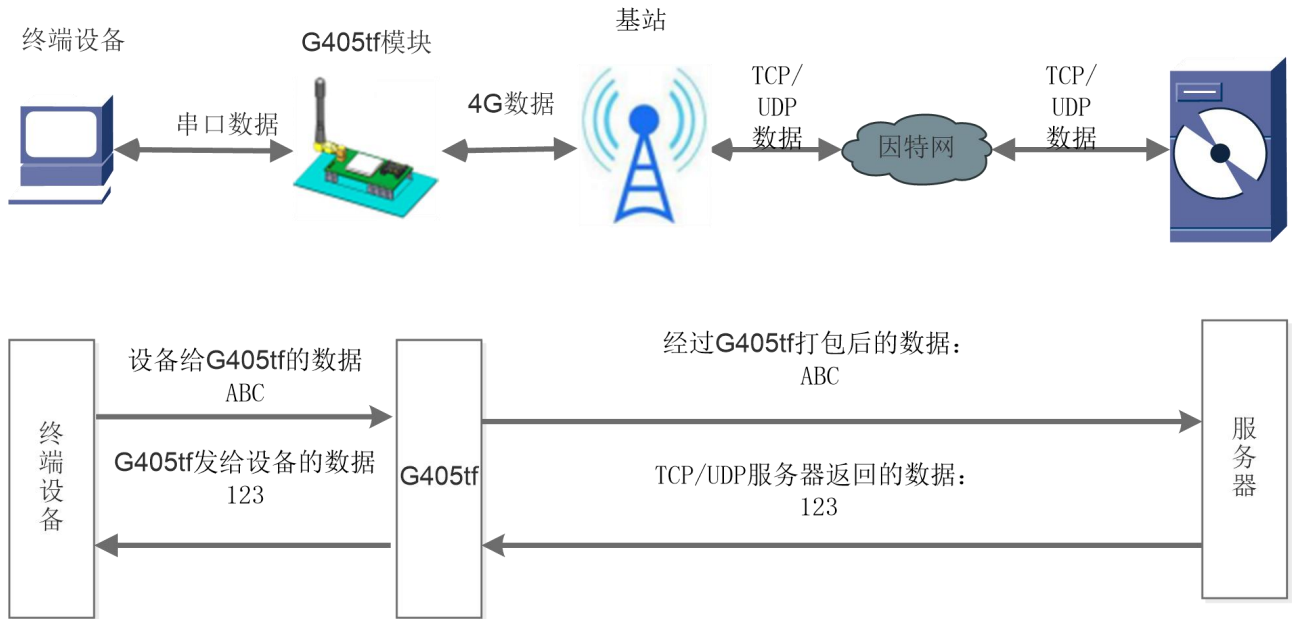 终端设备
G405tf模块
基站
串口数据
4G数据
TCP/
UDP
数据
因特网
TCP/
UDP
数据
设备给G405tf的数据
ABC
经过G405tf打包后的数据：
ABC
终端设备
G405tf发给设备的数据
123
G405tf
TCP/UDP服务器返回的数据：
123
服务器